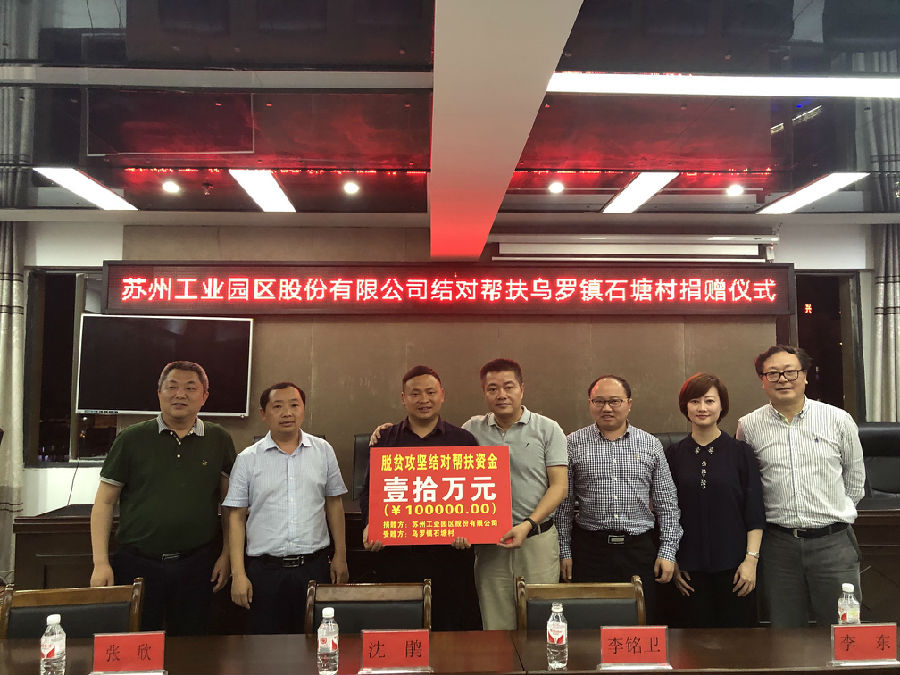 苏州工业园区股份有限公司结对帮扶乌罗镇石塘村捐赠仪式
脱贫攻坚结对帮扶资金
壹拾万元
(￥100000.00)
捐赠方：苏州工业园区股份有限公司
受赠方：乌罗镇石塘村
张欣
沈鹃
李铭卫
李东